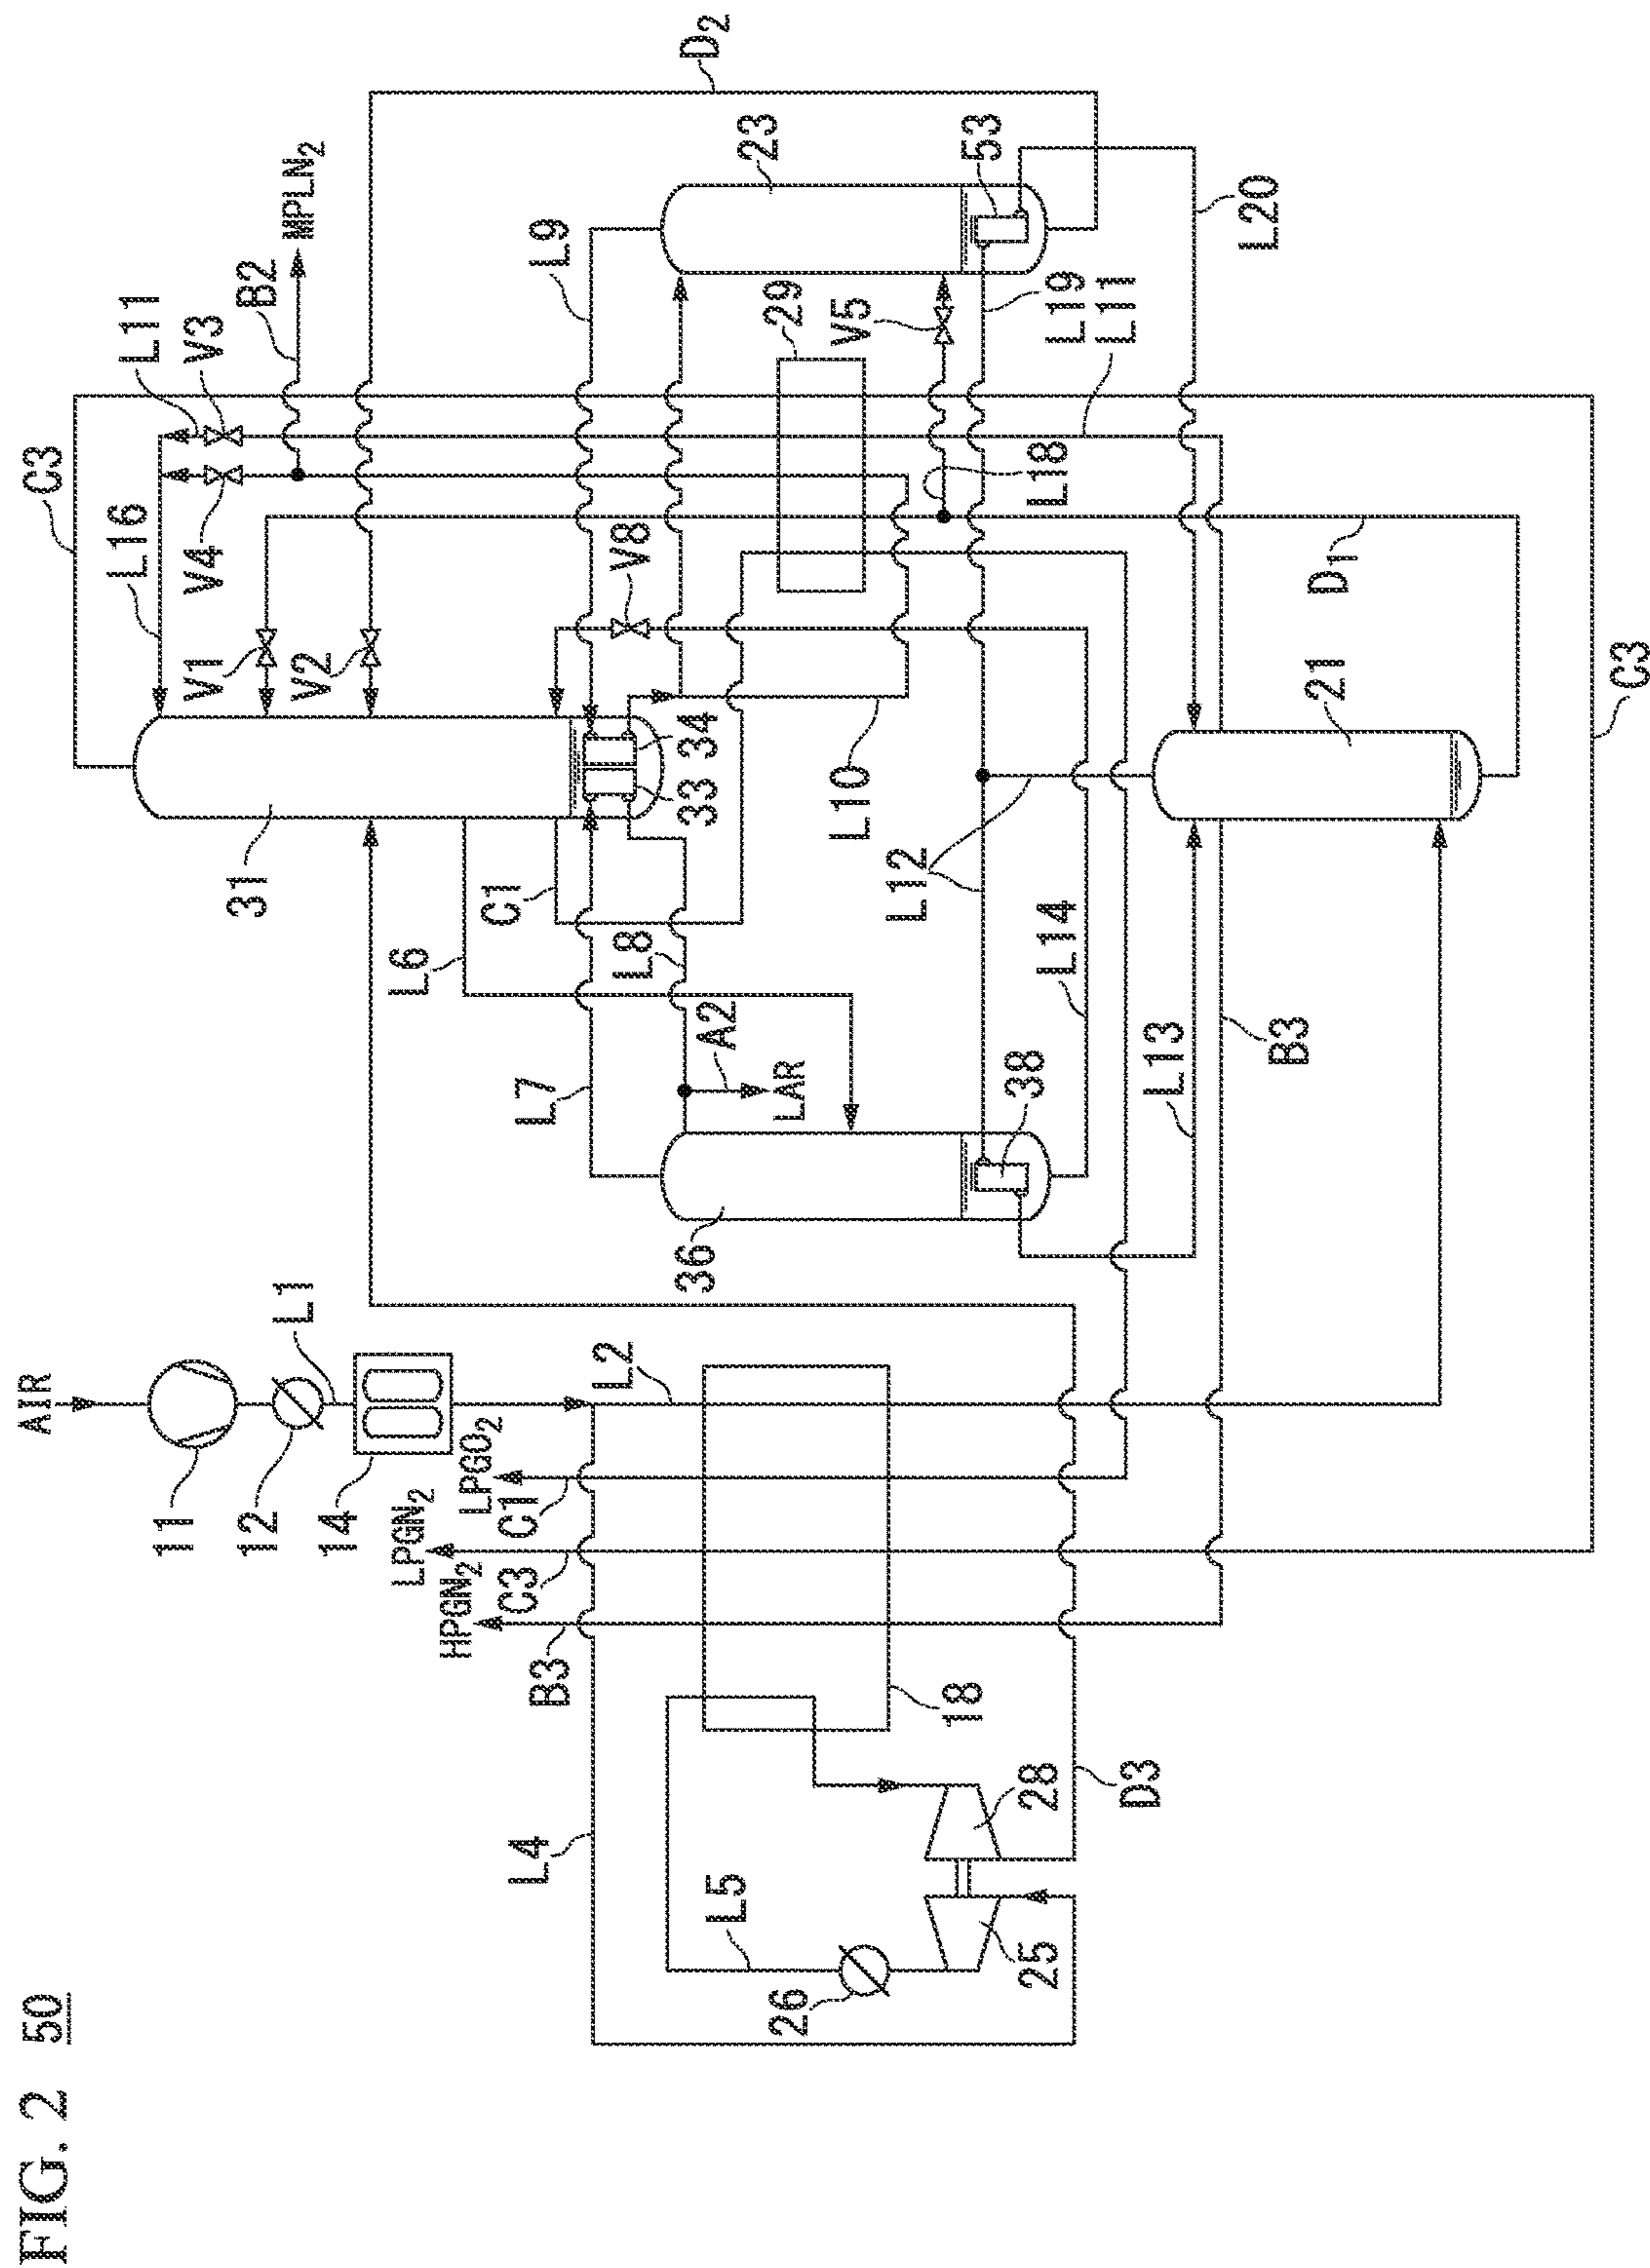 FIG. 2 50
AIR
11
12
L1
14
L2
LPGO2
C1
LPGN2
C3
HPGN2
B3
L4
L5
26
25
28
18
D3
C3
L16
L11
V3
V4
B2
MPLN2
V1
V2
D2
31
L6
C1
33
34
V8
L9
23
53
29
V5
L7
L8
A2
LAR
L10
L18
L19
L11
L20
36
38
L12
L14
L13
B3
D1
21
C3